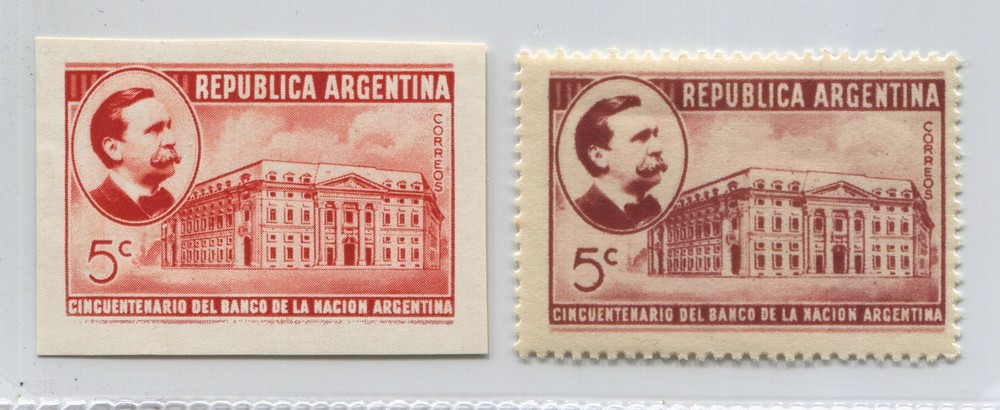 REPUBLICA ARGENTINA
CORREOS
5c
CINCUENTENARIO DEL BANCO DE LA NACION ARGENTINA
REPUBLICA ARGENTINA
CORREOS
5c
CINCUENTENARIO DEL BANCO DE LA NACION ARGENTINA